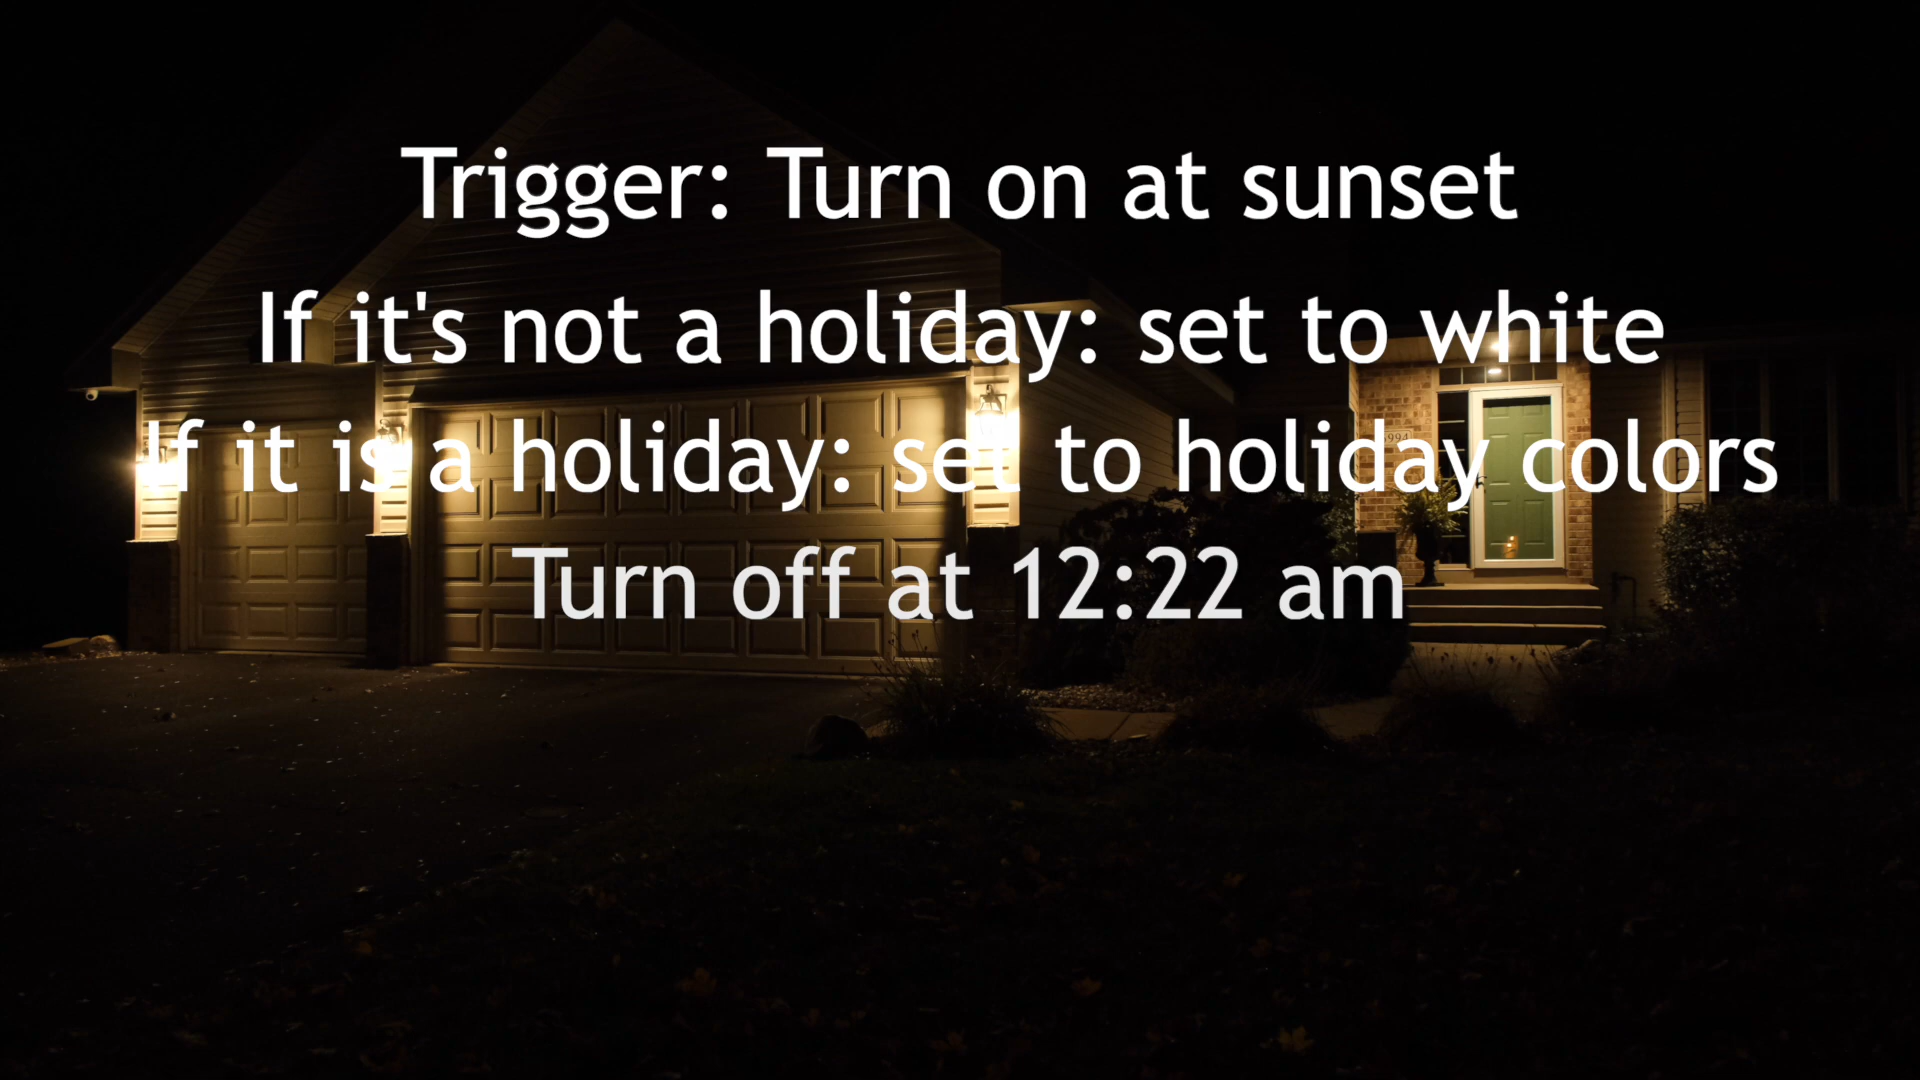 Trigger: Turn on at sunset
If it's not a holiday: set to white
If it is a holiday: set to holiday colors
Turn off at 12:22 am